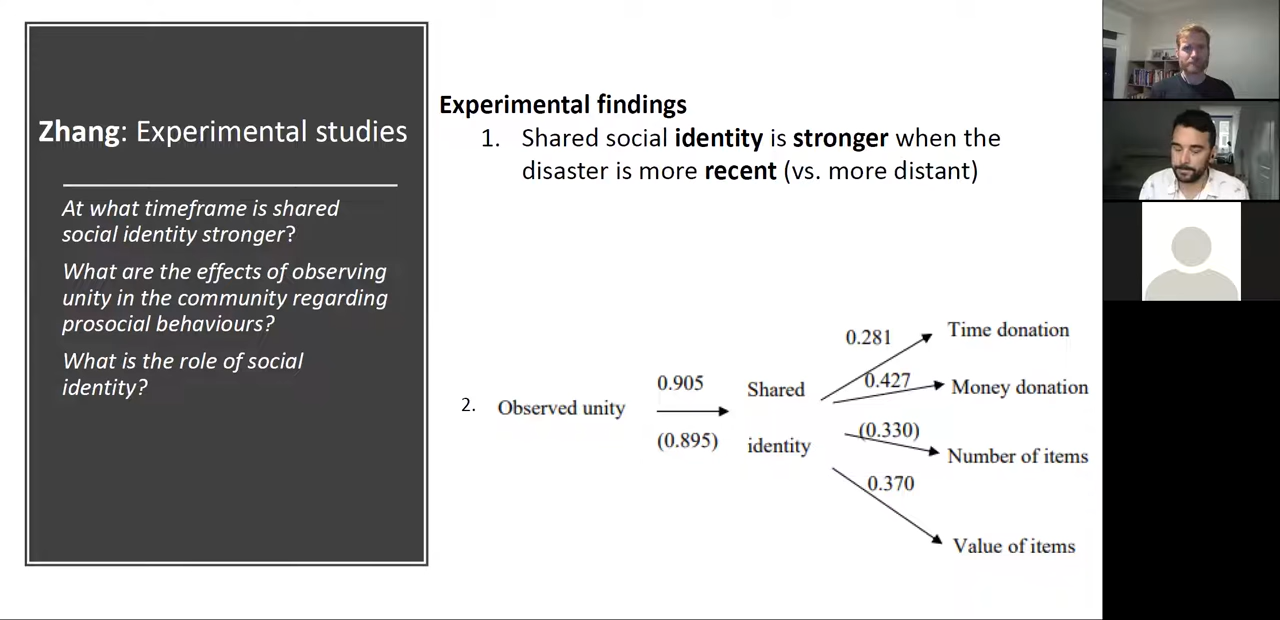 Zhang: Experimental studies
At what timeframe is shared
social identity stronger?
What are the effects of observing
unity in the community regarding
prosocial behaviours?
What is the role of social
identity?
Experimental findings
1. Shared social identity is stronger when the
disaster is more recent (vs. more distant)
2. Observed unity
0.905
(0.895)
Shared
identity
0.281
Time donation
0.427
Money donation
(0.330)
Number of items
0.370
Value of items